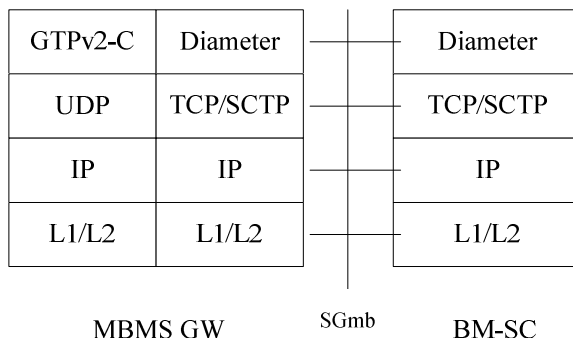 GTPv2-C Diameter Diameter
UDP TCP/SCTP TCP/SCTP
IP IP IP
L1/L2 L1/L2 L1/L2
MBMS GW SGmb BM-SC